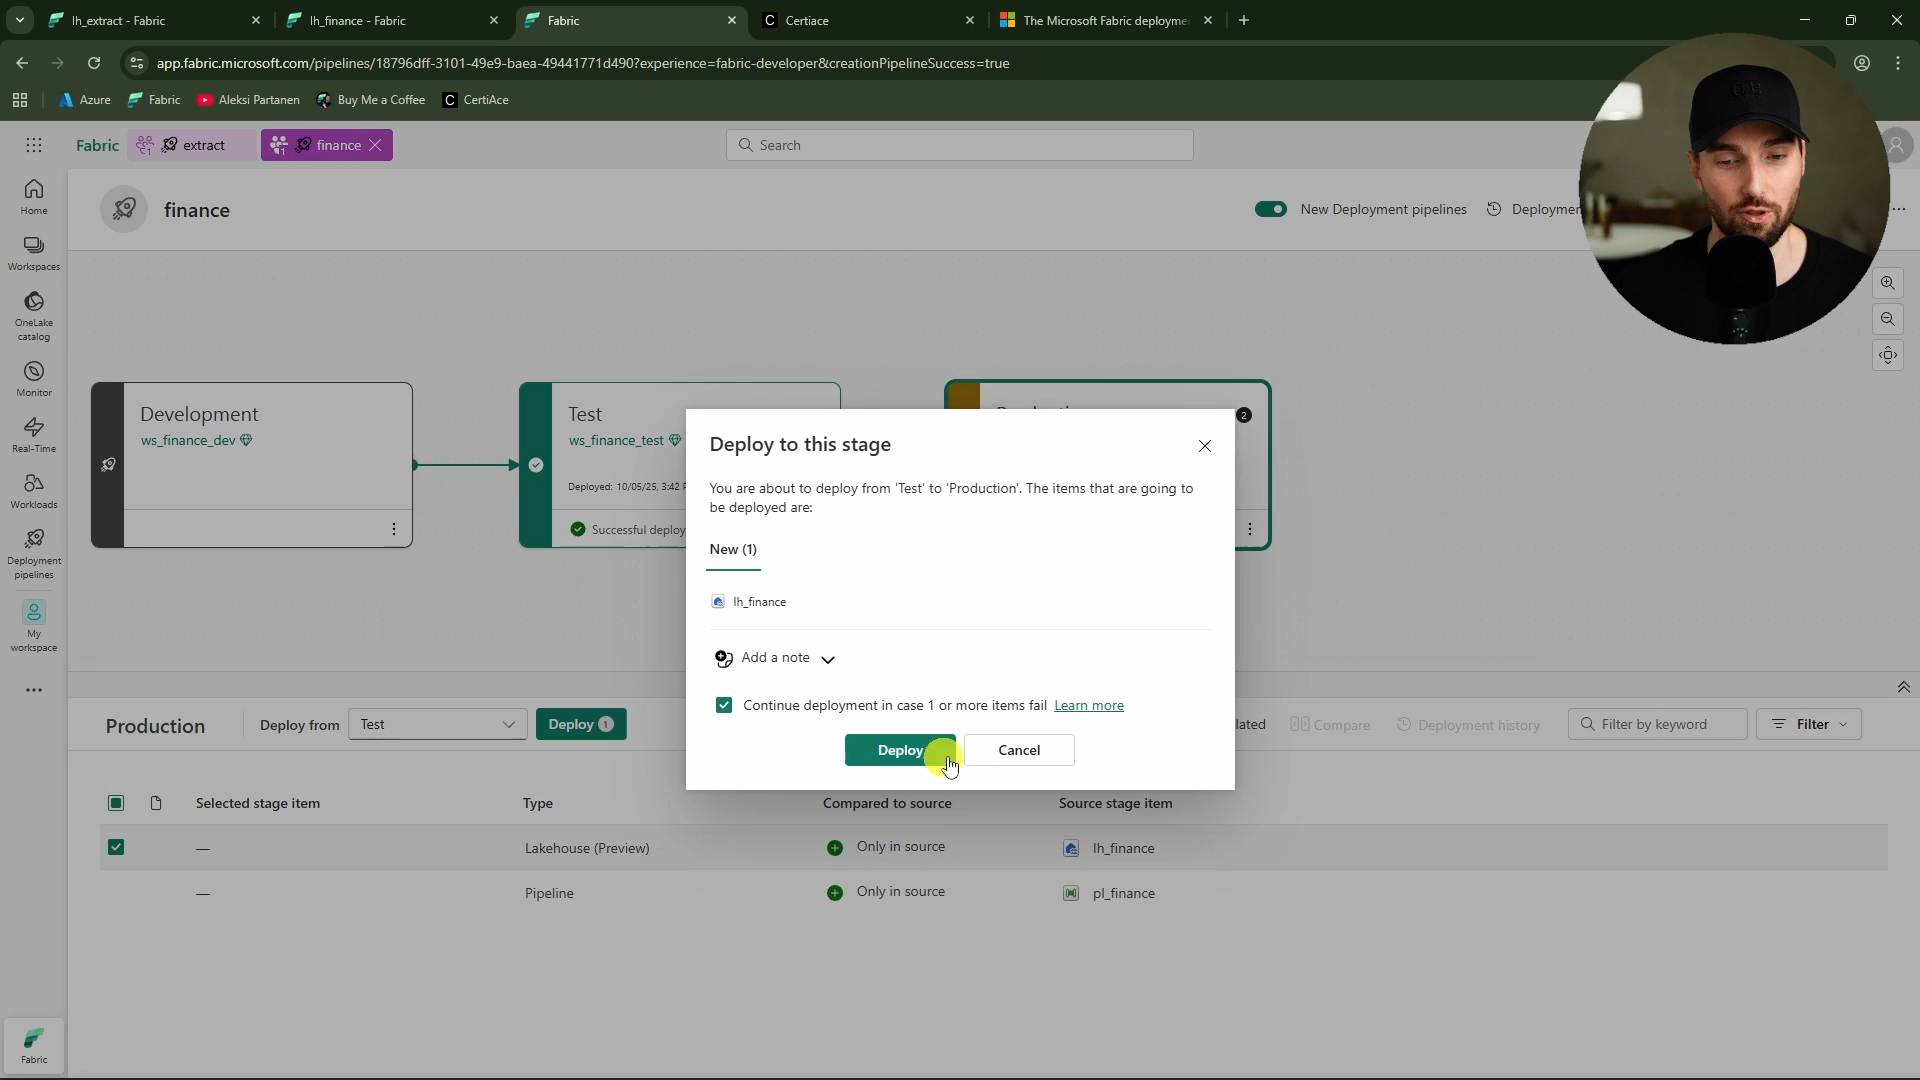 lh_extract - Fabric
lh_finance - Fabric
Fabric
C Certiace
The Microsoft Fabric deployme
app.fabric.microsoft.com/pipelines/18796dff-3101-49e9-baea-49441771d490?experience=fabric-developer&creationPipelineSuccess=true
Azure
Fabric
Aleksi Partanen
Buy Me a Coffee
C CertiAce
Fabric
extract
finance
Search
Home
Workspaces
OneLake
catalog
Monitor
Real-Time
Workloads
Deployment
pipelines
My
workspace
Fabric
finance
New Deployment pipelines
Deploymen
Development
ws_finance_dev
Test
ws_finance_test
Deployed: 10/05/25, 3:42 P
Successful deploy
2
Deploy to this stage
You are about to deploy from 'Test' to 'Production'. The items that are going to
be deployed are:
New (1)
lh_finance
Add a note
Continue deployment in case 1 or more items fail Learn more
Deploy
Cancel
Production
Deploy from
Test
Deploy 1
lated
Compare
Deployment history
Filter by keyword
Filter
Selected stage item
Type
Compared to source
Source stage item
— Lakehouse (Preview) Only in source lh_finance
— Pipeline Only in source pl_finance